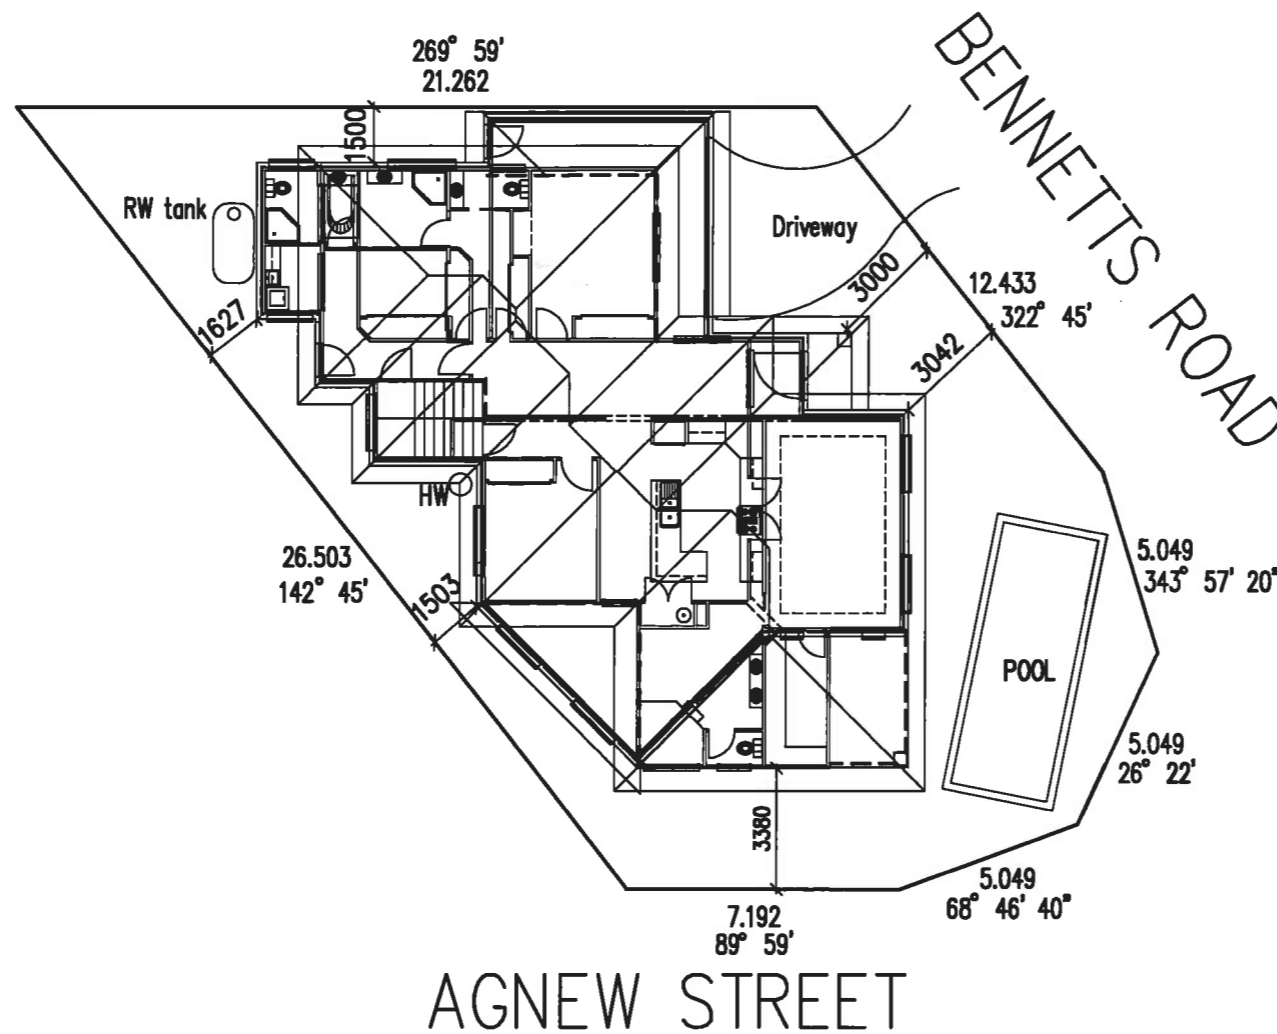 269° 59'
21.262
BENNETTS ROAD
1500
RW tank
Driveway
3000
12.433
322° 45'
1627
3042
HW
26.503
142° 45'
1503
5.049
343° 57' 20"
POOL
5.049
26° 22'
3380
5.049
68° 46' 40"
7.192
89° 59'
AGNEW STREET